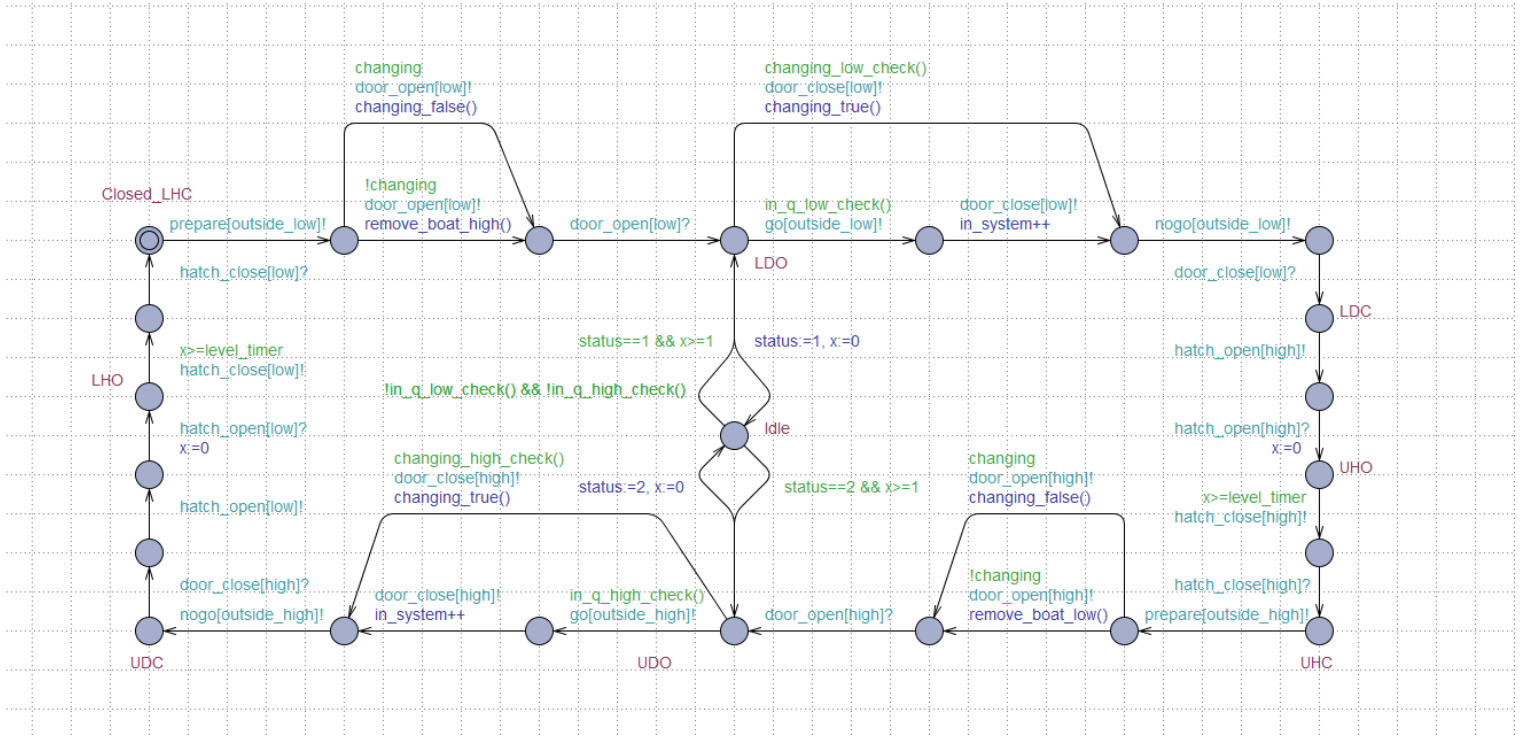 changing
door_open[low]!
changing_false()
changing_low_check()
door_close[low]!
changing_true()
Closed_LHC
prepare[outside_low]!
!changing
door_open[low]!
remove_boat_high()
door_open[low]?
in_q_low_check()
go[outside_low]!
door_close[low]!
in_system++
nogo[outside_low]!
LDO
hatch_close[low]?
door_close[low]?
LDC
x>=level_timer
hatch_close[low]!
LHO
status==1 && x>=1
status:=1, x:=0
hatch_open[high]!
!in_q_low_check() && !in_q_high_check()
Idle
hatch_open[low]?
x:=0
hatch_open[high]?
x:=0
UHO
changing_high_check()
door_close[high]!
changing_true()
status:=2, x:=0
status==2 && x>=1
changing
door_open[high]!
changing_false()
x>=level_timer
hatch_close[high]!
hatch_open[low]!
door_close[high]?
nogo[outside_high]!
door_close[high]!
in_system++
in_q_high_check()
go[outside_high]!
door_open[high]?
!changing
door_open[high]!
remove_boat_low()
hatch_close[high]?
prepare[outside_high]!
UDC
UDO
UHC